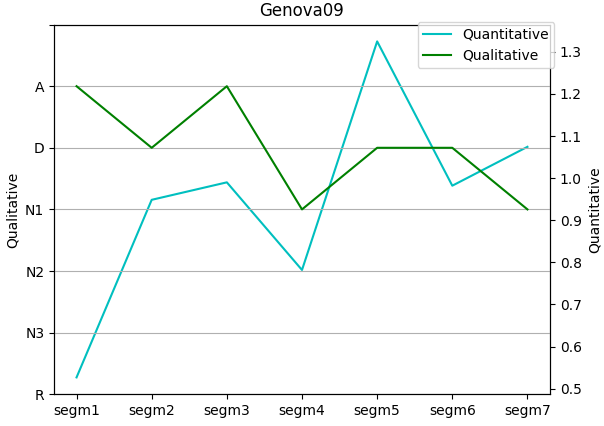 Genova09
Quantitative
Qualitative
A
D
N1
N2
N3
R
Qualitative
1.3
1.2
1.1
1.0
0.9
0.8
0.7
0.6
0.5
Quantitative
segm1 segm2 segm3 segm4 segm5 segm6 segm7